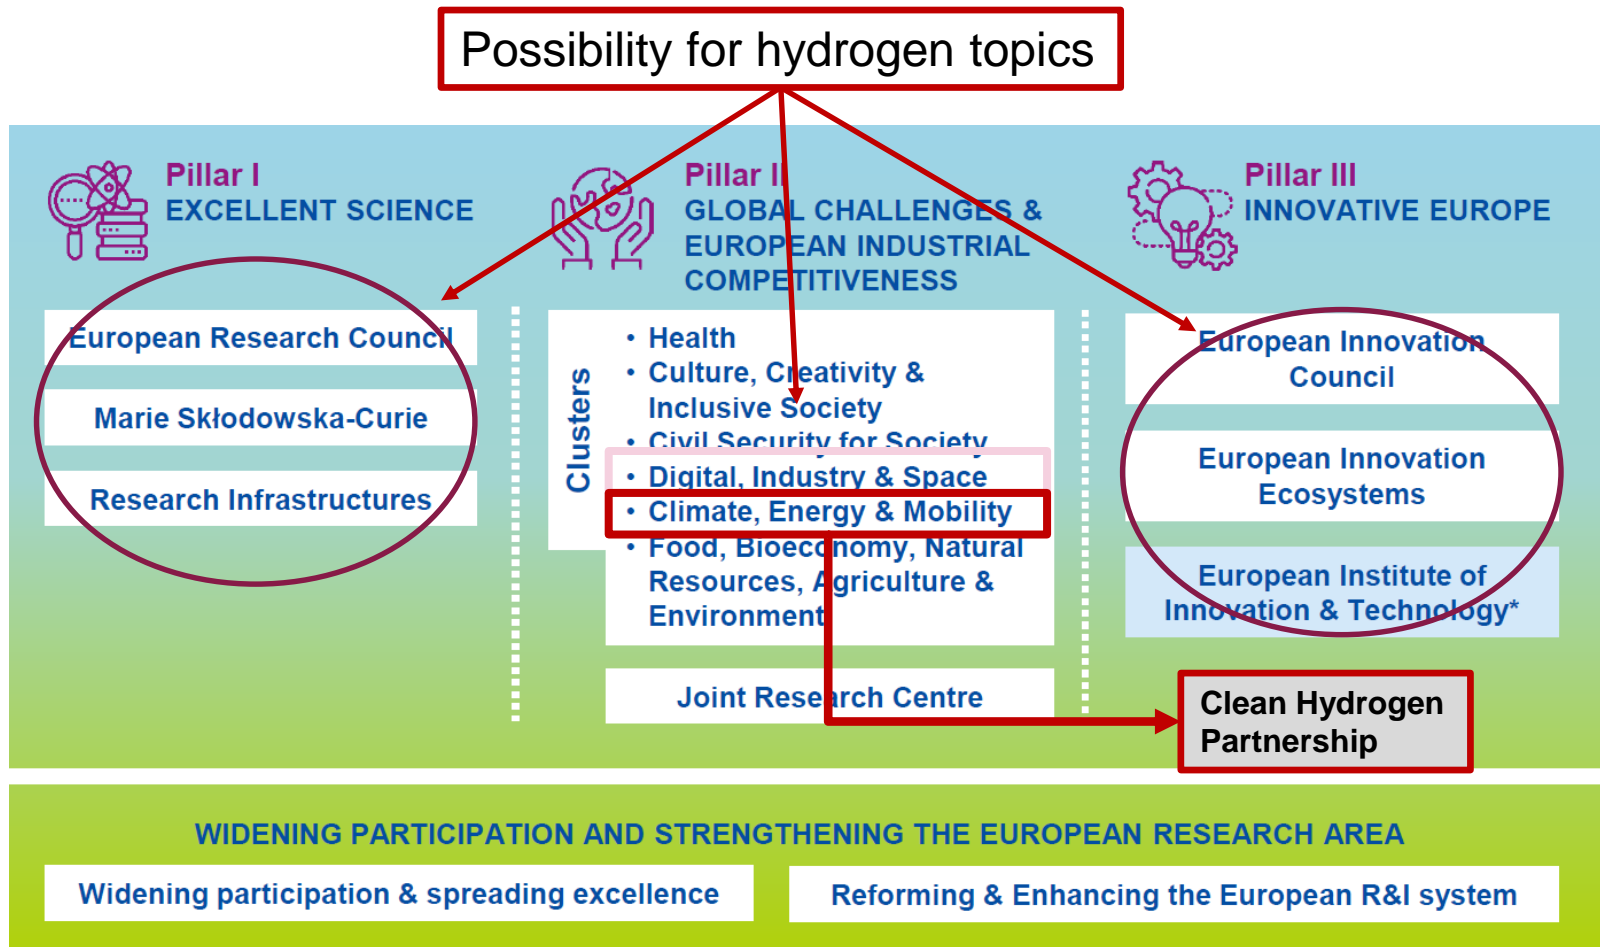 Possibility for hydrogen topics
Pillar I
EXCELLENT SCIENCE
European Research Council
Marie Skłodowska-Curie
Research Infrastructures
Pillar II
GLOBAL CHALLENGES &
EUROPEAN INDUSTRIAL
COMPETITIVENESS
Clusters
• Health
• Culture, Creativity &
Inclusive Society
• Civil Security for Society
• Digital, Industry & Space
• Climate, Energy & Mobility
• Food, Bioeconomy, Natural
Resources, Agriculture &
Environment
Joint Research Centre
Pillar III
INNOVATIVE EUROPE
European Innovation
Council
European Innovation
Ecosystems
European Institute of
Innovation & Technology*
Clean Hydrogen
Partnership
WIDENING PARTICIPATION AND STRENGTHENING THE EUROPEAN RESEARCH AREA
Widening participation & spreading excellence
Reforming & Enhancing the European R&I system